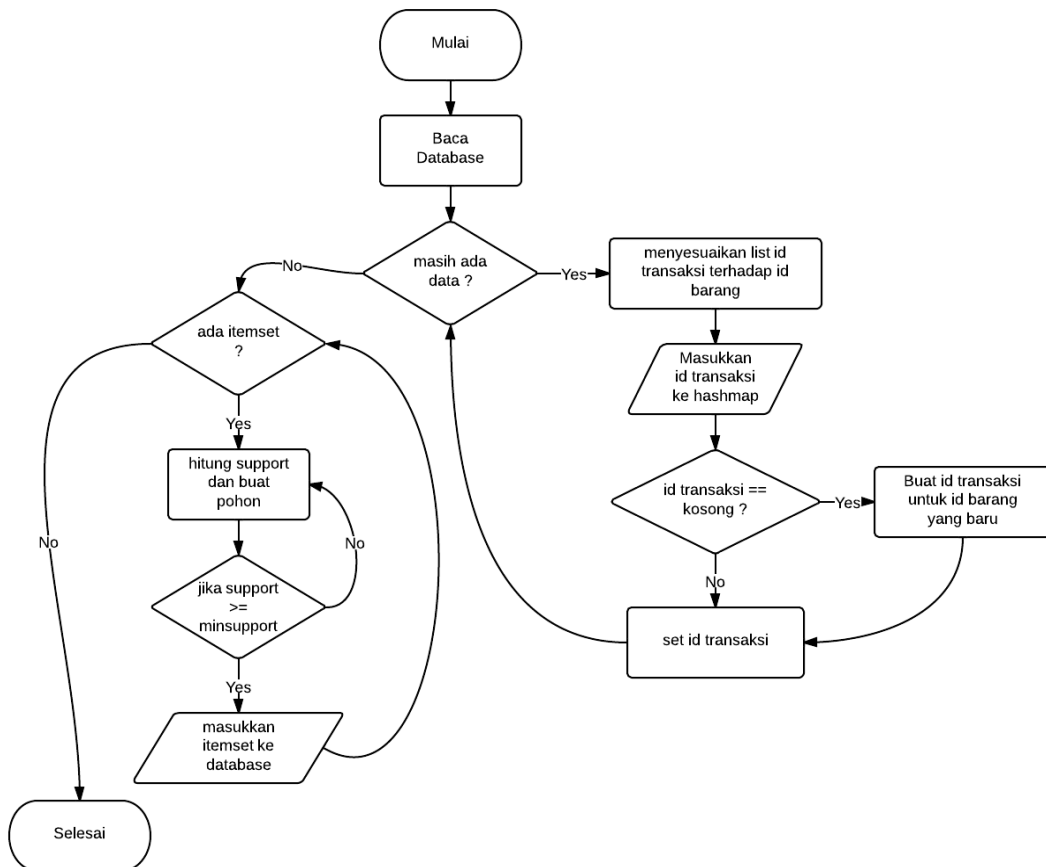 Mulai
Baca
Database
masih ada
data ?
No
Yes
menyesuaikan list id
transaksi terhadap id
barang
ada itemset
?
Masukkan
id transaksi
ke hashmap
Yes
hitung support
dan buat
pohon
id transaksi ==
kosong ?
Yes
Buat id transaksi
untuk id barang
yang baru
No
No
jika support
>=
minsupport
No
set id transaksi
Yes
masukkan
itemset ke
database
Selesai